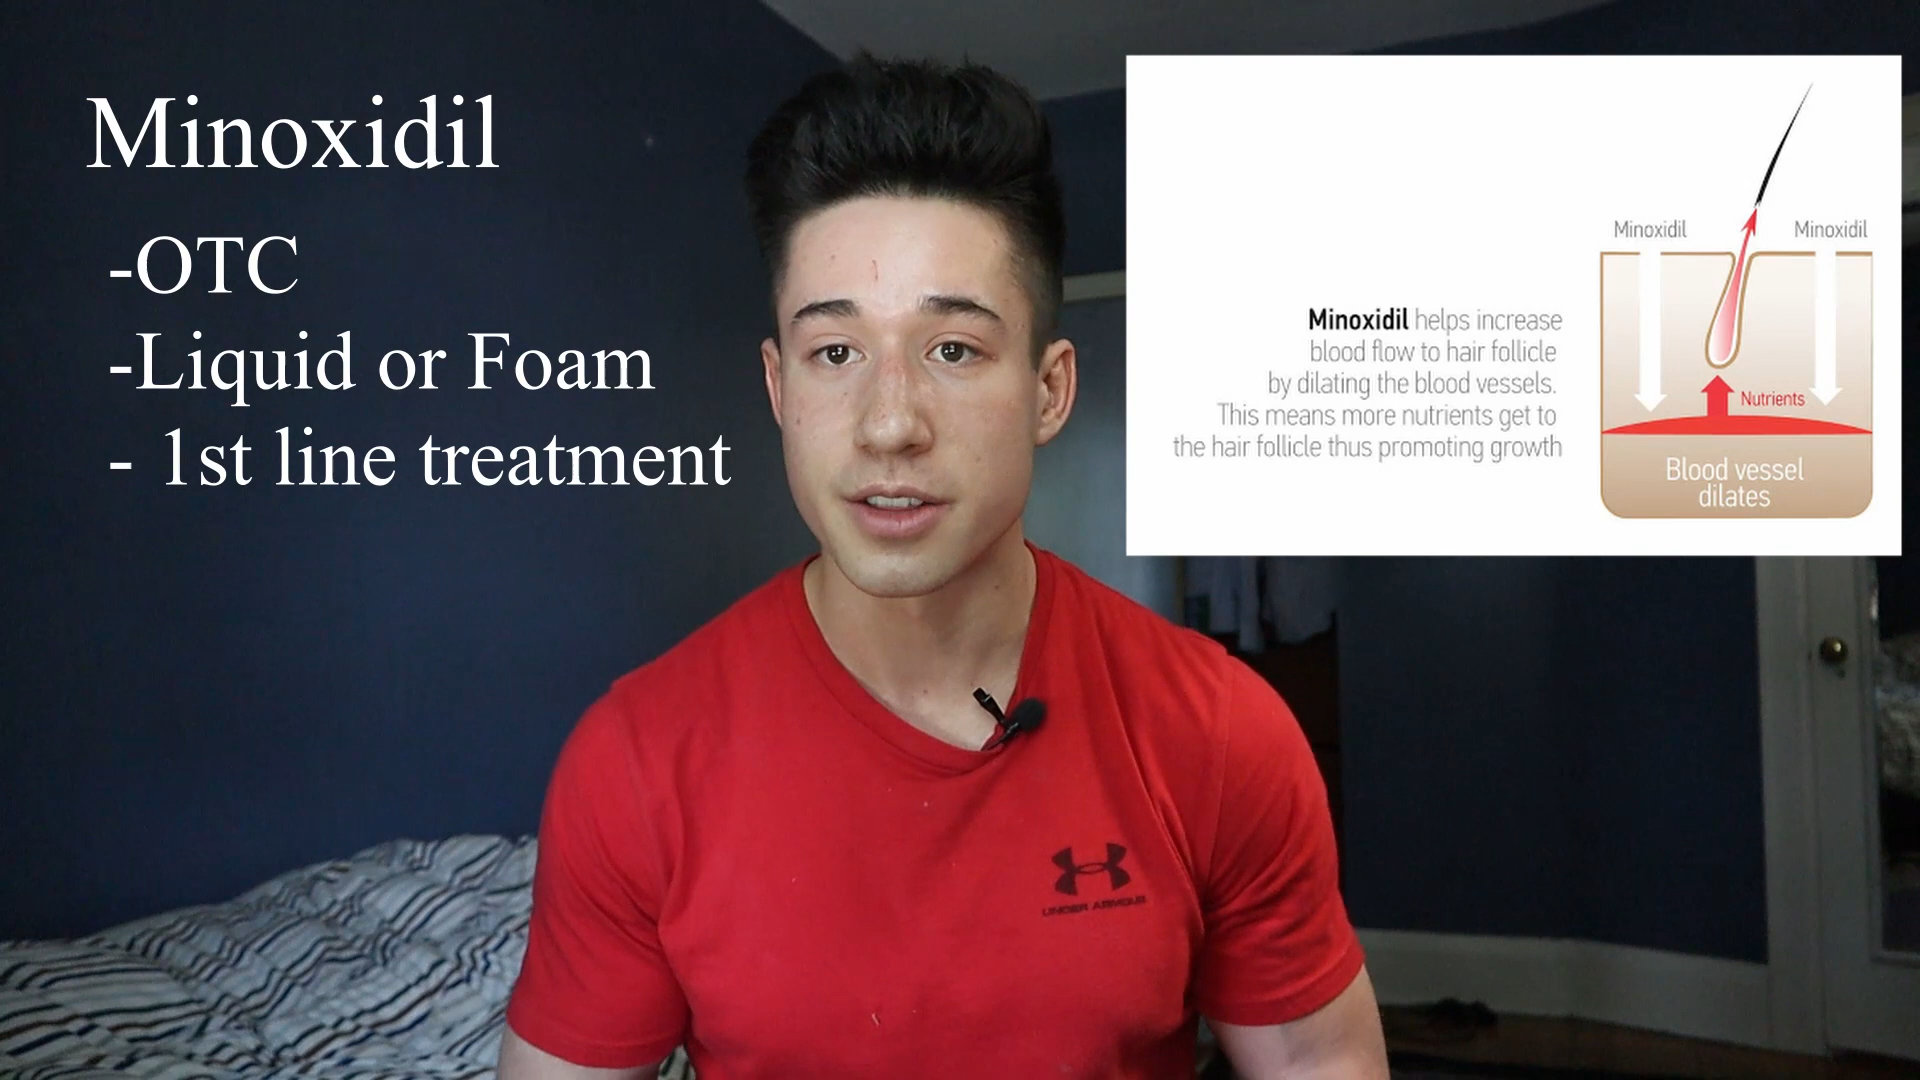 Minoxidil
-OTC
-Liquid or Foam
- 1st line treatment
Minoxidil helps increase
blood flow to hair follicle
by dilating the blood vessels.
This means more nutrients get to
the hair follicle thus promoting growth
Minoxidil
Minoxidil
Nutrients
Blood vessel
dilates
UNDER ARMOUR